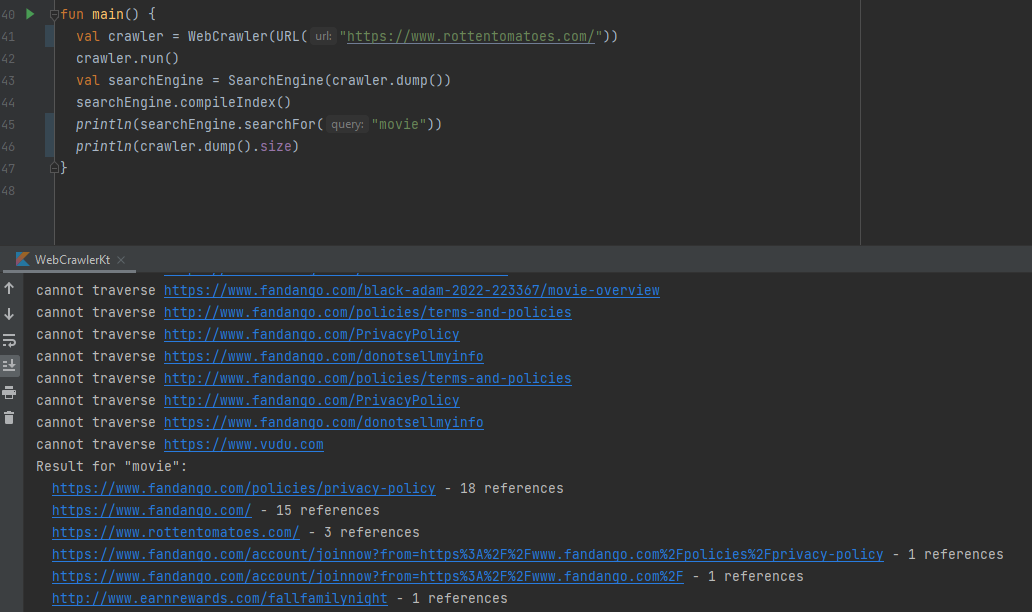 40 fun main() {
41 val crawler = WebCrawler(URL( url: "https://www.rottentomatoes.com/"))
42 crawler.run()
43 val searchEngine = SearchEngine(crawler.dump())
44 searchEngine.compileIndex()
45 println(searchEngine.searchFor( query: "movie"))
46 println(crawler.dump().size)
47 }
48
WebCrawlerKt
cannot traverse https://www.fandango.com/black-adam-2022-223367/movie-overview
cannot traverse http://www.fandango.com/policies/terms-and-policies
cannot traverse http://www.fandango.com/PrivacyPolicy
cannot traverse https://www.fandango.com/donotsellmyinfo
cannot traverse http://www.fandango.com/policies/terms-and-policies
cannot traverse http://www.fandango.com/PrivacyPolicy
cannot traverse https://www.fandango.com/donotsellmyinfo
cannot traverse https://www.vudu.com
Result for "movie":
https://www.fandango.com/policies/privacy-policy - 18 references
https://www.fandango.com/ - 15 references
https://www.rottentomatoes.com/ - 3 references
https://www.fandango.com/account/joinnow?from=https%3A%2F%2Fwww.fandango.com%2Fpolicies%2Fprivacy-policy - 1 references
https://www.fandango.com/account/joinnow?from=https%3A%2F%2Fwww.fandango.com%2F - 1 references
http://www.earnrewards.com/fallfamilynight - 1 references